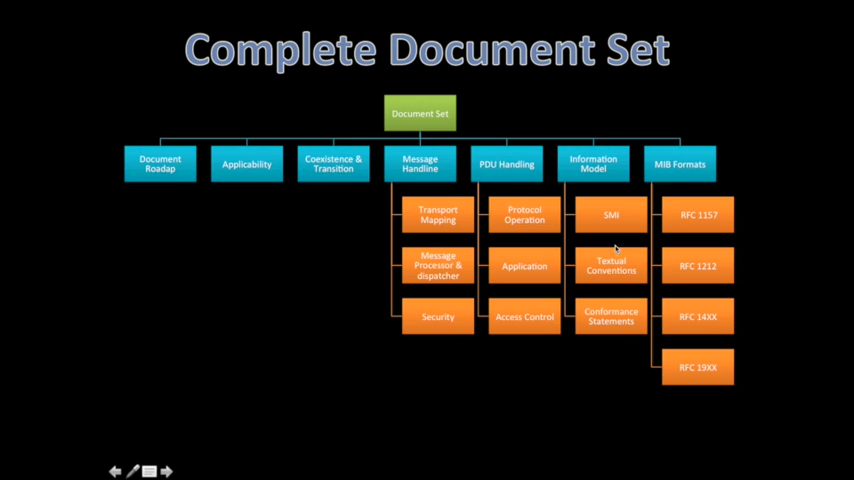 Complete Document Set
Document Set
Document
Roadap
Applicability
Coexistence &
Transition
Message
Handline
PDU Handling
Information
Model
MIB Formats
Transport
Mapping
Protocol
Operation
SMI
RFC 1157
Message
Processor &
dispatcher
Application
Textual
Conventions
RFC 1212
Security
Access Control
Conformance
Statements
RFC 14XX
RFC 19XX